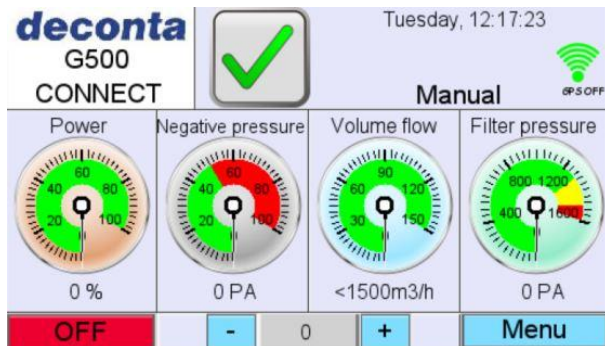 deconta
G500
CONNECT
Tuesday, 12:17:23
Manual
GPS OFF
Power
Negative pressure
Volume flow
Filter pressure
20 40 60 80 100
20 40 60 80 100
30 60 90 120 150
400 800 1200 1600
0 %
0 PA
<1500m3/h
0 PA
OFF
-
0
+
Menu